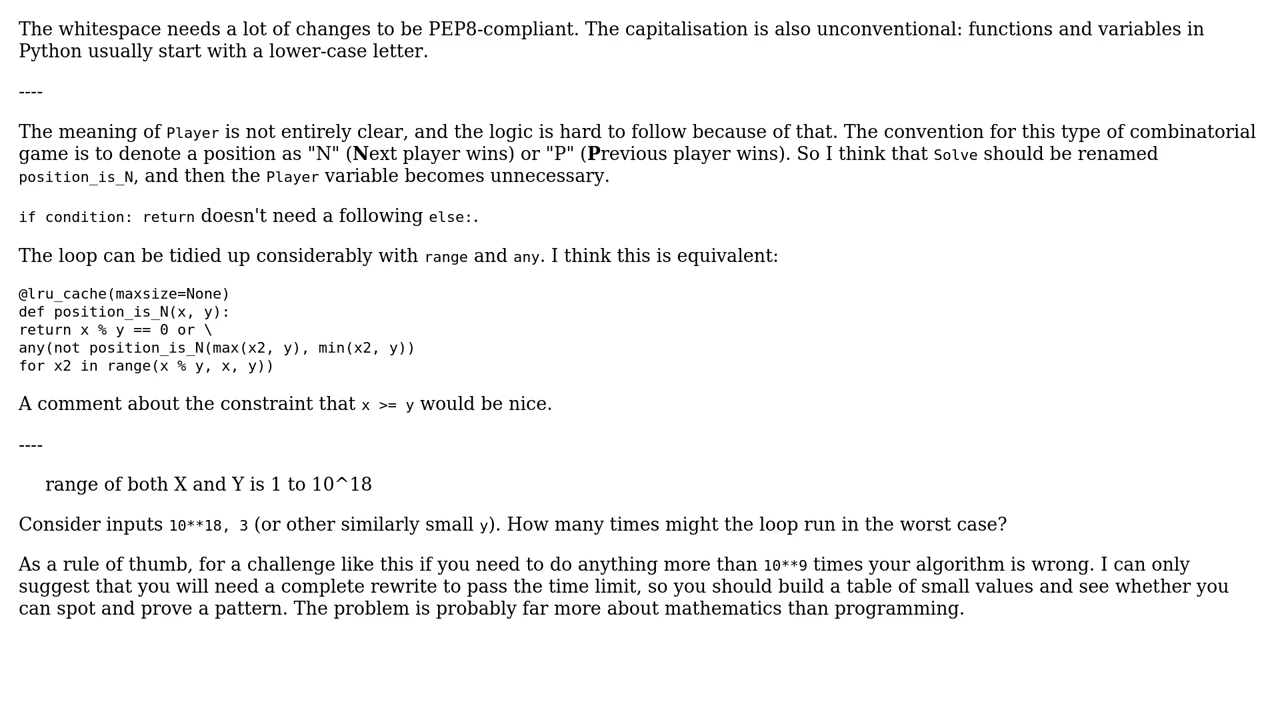 The whitespace needs a lot of changes to be PEP8-compliant. The capitalisation is also unconventional: functions and variables in
Python usually start with a lower-case letter.
----
The meaning of Player is not entirely clear, and the logic is hard to follow because of that. The convention for this type of combinatorial
game is to denote a position as "N" (Next player wins) or "P" (Previous player wins). So I think that Solve should be renamed
position_is_N, and then the Player variable becomes unnecessary.
if condition: return doesn't need a following else:.
The loop can be tidied up considerably with range and any. I think this is equivalent:
@lru_cache(maxsize=None)
def position_is_N(x, y):
return x % y == 0 or \
any(not position_is_N(max(x2, y), min(x2, y))
for x2 in range(x % y, x, y))
A comment about the constraint that x >= y would be nice.
----
range of both X and Y is 1 to 10^18
Consider inputs 10**18, 3 (or other similarly small y). How many times might the loop run in the worst case?
As a rule of thumb, for a challenge like this if you need to do anything more than 10**9 times your algorithm is wrong. I can only
suggest that you will need a complete rewrite to pass the time limit, so you should build a table of small values and see whether you
can spot and prove a pattern. The problem is probably far more about mathematics than programming.